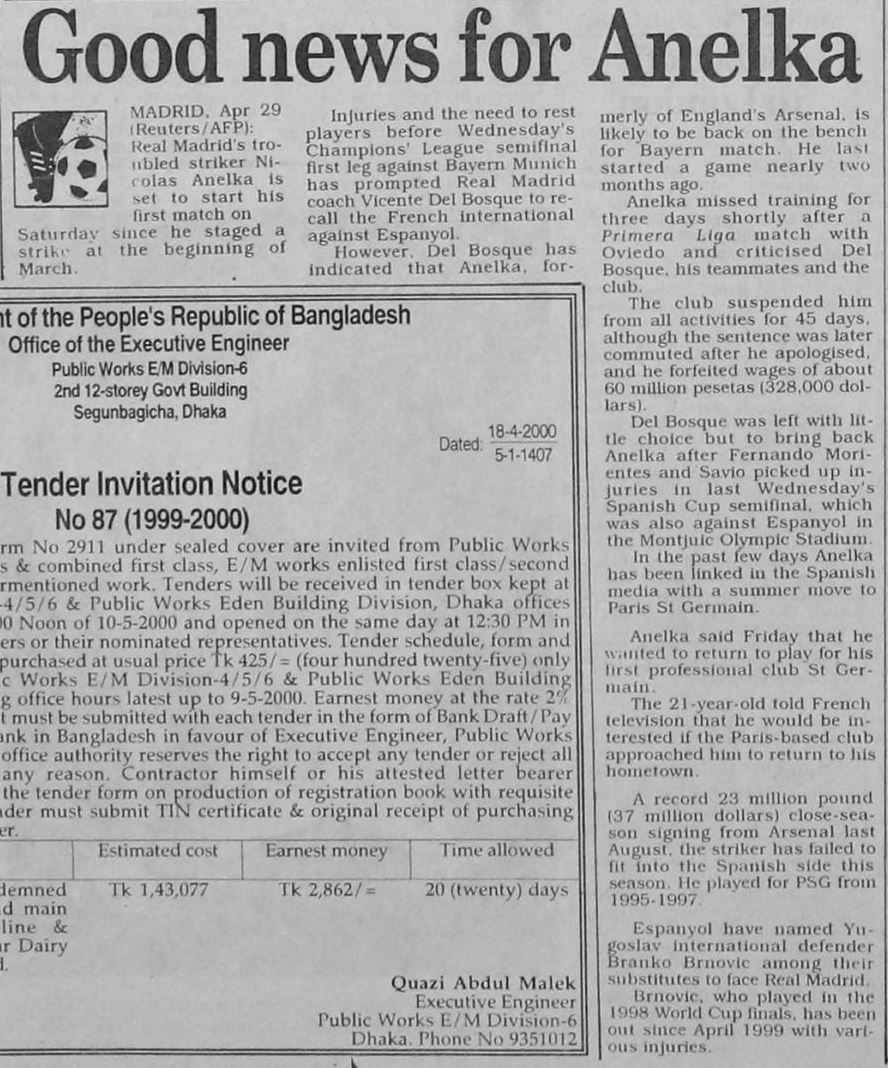 Good news for Anelka
MADRID, Apr 29
(Reuters/AFP):
Real Madrid's tro-
ubled striker Ni-
colas Anelka is
set to start his
first match on
Saturday since he staged a
strike at the beginning of
March.
Injuries and the need to rest
players before Wednesday's
Champions' League semifinal
first leg against Bayern Munich
has prompted Real Madrid
coach Vicente Del Bosque to re-
call the French international
against Espanyol.
However, Del Bosque has
indicated that Anelka, for-
merly of England's Arsenal, is
likely to be back on the bench
for Bayern match. He last
started a game nearly two
months ago.
Anelka missed training for
three days shortly after a
Primera Liga match with
Oviedo and criticised Del
Bosque, his teammates and the
club.
The club suspended him
from all activities for 45 days,
although the sentence was later
commuted after he apologised,
and he forfeited wages of about
60 million pesetas (328,000 dol-
lars).
Del Bosque was left with lit-
tle choice but to bring back
Anelka after Fernando Mori-
entes and Savio picked up in-
juries in last Wednesday's
Spanish Cup semifinal, which
was also against Espanyol in
the Montjuic Olympic Stadium.
In the past few days Anelka
has been linked in the Spanish
media with a summer move to
Paris St Germain.
Anelka said Friday that he
wanted to return to play for his
first professional club St Ger-
main.
The 21-year-old told French
television that he would be in-
terested if the Paris-based club
approached him to return to his
hometown.
A record 23 million pound
(37 million dollars) close-sea-
son signing from Arsenal last
August, the striker has failed to
fit into the Spanish side this
season. He played for PSG from
1995-1997.
Espanyol have named Yu-
goslav international defender
Branko Brnovic among their
substitutes to face Real Madrid.
Brnovic, who played in the
1998 World Cup finals, has been
out since April 1999 with vari-
ous injuries.
nt of the People's Republic of Bangladesh
Office of the Executive Engineer
Public Works E/M Division-6
2nd 12-storey Govt Building
Segunbagicha, Dhaka
Dated: 18-4-2000
5-1-1407
Tender Invitation Notice
No 87 (1999-2000)
rm No 2911 under sealed cover are invited from Public Works
s & combined first class, E/M works enlisted first class/second
rmentioned work. Tenders will be received in tender box kept at
-4/5/6 & Public Works Eden Building Division, Dhaka offices
00 Noon of 10-5-2000 and opened on the same day at 12:30 PM in
ers or their nominated representatives. Tender schedule, form and
purchased at usual price Tk 425/= (four hundred twenty-five) only
c Works E/M Division-4/5/6 & Public Works Eden Building
g office hours latest up to 9-5-2000. Earnest money at the rate 2%
t must be submitted with each tender in the form of Bank Draft/Pay
ank in Bangladesh in favour of Executive Engineer, Public Works
office authority reserves the right to accept any tender or reject all
any reason. Contractor himself or his attested letter bearer
the tender form on production of registration book with requisite
nder must submit TIN certificate & original receipt of purchasing
er.
Estimated cost Earnest money Time allowed
demned Tk 1,43,077 Tk 2,862/= 20 (twenty) days
d main
line &
ar Dairy
d.
Quazi Abdul Malek
Executive Engineer
Public Works E/M Division-6
Dhaka. Phone No 9351012